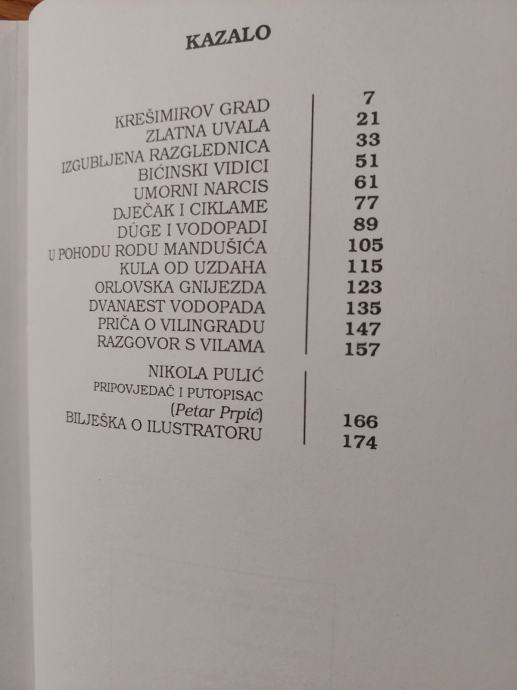 KAZALO
KREŠIMIROV GRAD 7
ZLATNA UVALA 21
IZGUBLJENA RAZGLEDNICA 33
BIĆINSKI VIDICI 51
UMORNI NARCIS 61
DJEČAK I CIKLAME 77
DÚGE I VODOPADI 89
U POHODU RODU MANDUŠIĆA 105
KULA OD UZDAHA 115
ORLOVSKA GNIJEZDA 123
DVANAEST VODOPADA 135
PRIČA O VILINGRADU 147
RAZGOVOR S VILAMA 157
NIKOLA PULIĆ
PRIPOVJEDAČ I PUTOPISAC
(Petar Prpić) 166
BILJEŠKA O ILUSTRATORU 174